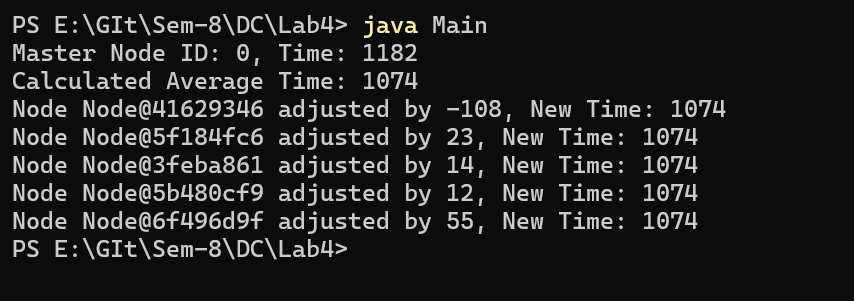 PS E:\GIt\Sem-8\DC\Lab4> java Main
Master Node ID: 0, Time: 1182
Calculated Average Time: 1074
Node Node@41629346 adjusted by -108, New Time: 1074
Node Node@5f184fc6 adjusted by 23, New Time: 1074
Node Node@3feba861 adjusted by 14, New Time: 1074
Node Node@5b480cf9 adjusted by 12, New Time: 1074
Node Node@6f496d9f adjusted by 55, New Time: 1074
PS E:\GIt\Sem-8\DC\Lab4>